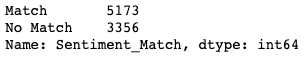 Match       5173
No Match    3356
Name: Sentiment_Match, dtype: int64